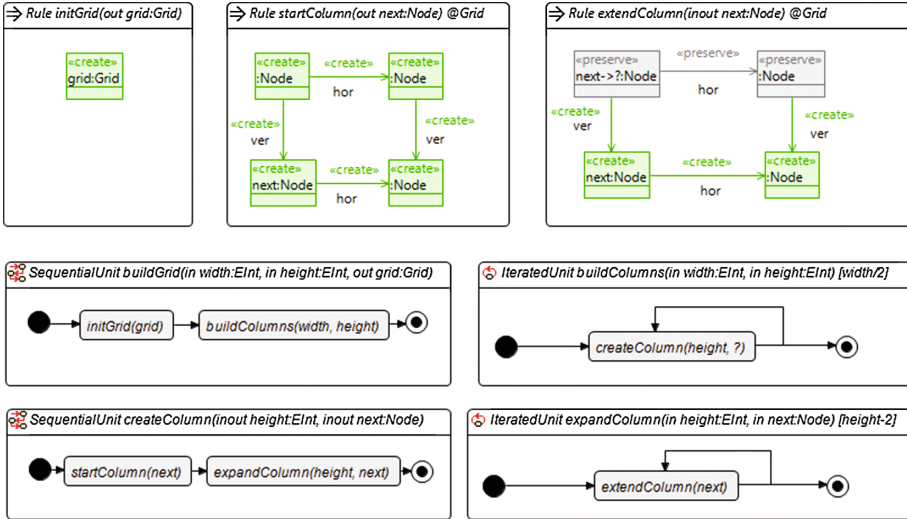 Rule initGrid(out grid:Grid)
«create»
grid:Grid
Rule startColumn(out next:Node) @Grid
«create»
:Node
«create»
hor
«create»
:Node
«create»
ver
«create»
ver
«create»
next:Node
«create»
hor
«create»
:Node
Rule extendColumn(inout next:Node) @Grid
«preserve»
next->?:Node
«preserve»
hor
«preserve»
:Node
«create»
ver
«create»
ver
«create»
next:Node
«create»
hor
«create»
:Node
SequentialUnit buildGrid(in width:EInt, in height:EInt, out grid:Grid)
initGrid(grid)
buildColumns(width, height)
IteratedUnit buildColumns(in width:EInt, in height:EInt) [width/2]
createColumn(height, ?)
SequentialUnit createColumn(inout height:EInt, inout next:Node)
startColumn(next)
expandColumn(height, next)
IteratedUnit expandColumn(in height:EInt, in next:Node) [height-2]
extendColumn(next)